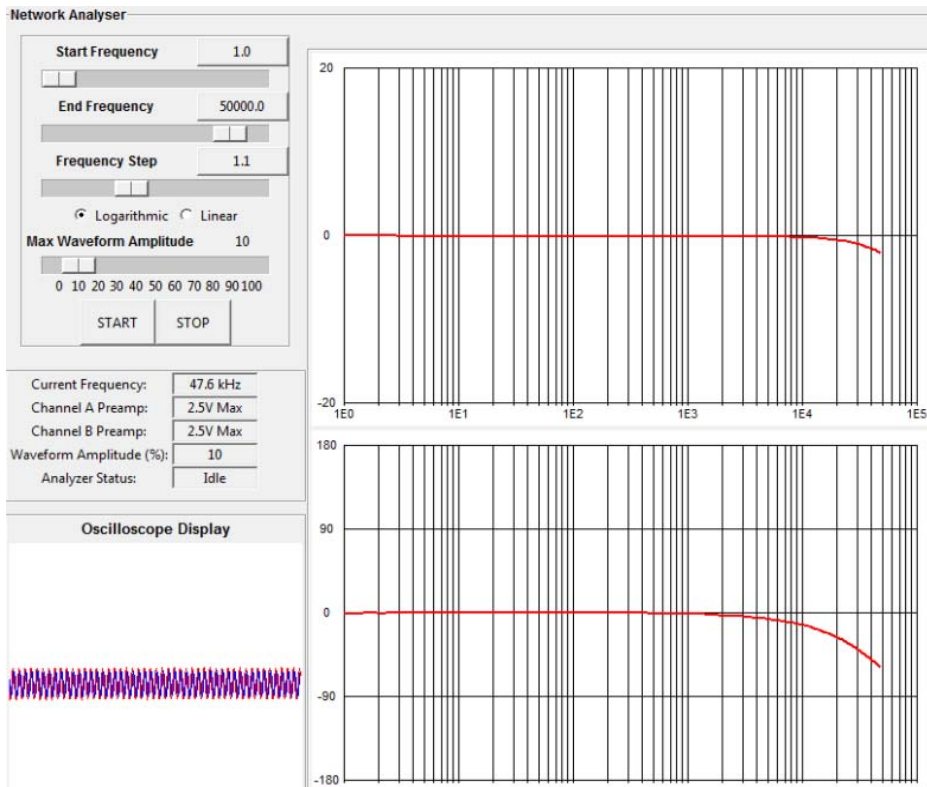 Network Analyser
Start Frequency 1.0
End Frequency 50000.0
Frequency Step 1.1
Logarithmic Linear
Max Waveform Amplitude 10
0 10 20 30 40 50 60 70 80 90 100
START STOP
Current Frequency: 47.6 kHz
Channel A Preamp: 2.5V Max
Channel B Preamp: 2.5V Max
Waveform Amplitude (%): 10
Analyzer Status: Idle
Oscilloscope Display
20
0
-20
1E0 1E1 1E2 1E3 1E4 1E5
180
90
0
-90
-180